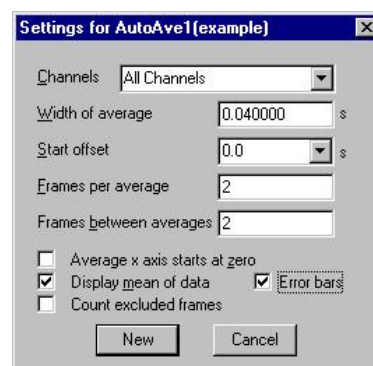 Settings for AutoAve1(example)
Channels All Channels
Width of average 0.040000 s
Start offset 0.0 s
Frames per average 2
Frames between averages 2
Average x axis starts at zero
Display mean of data Error bars
Count excluded frames
New Cancel